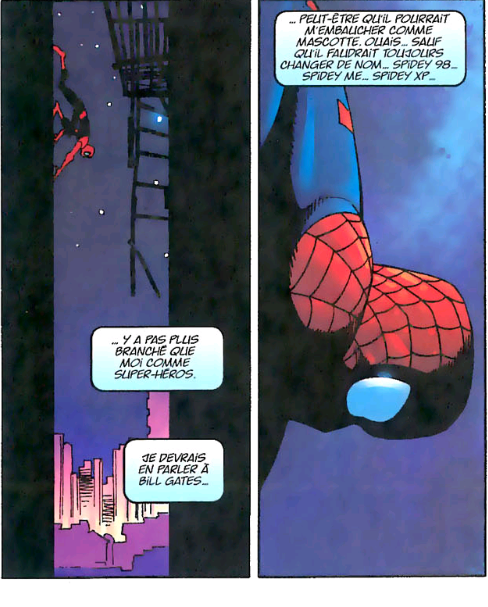 ... Y A PAS PLUS
BRANCHÉ QUE
MOI COMME
SUPER-HÉROS.
JE DEVRAIS
EN PARLER À
BILL GATES...
... PEUT-ÊTRE QU'IL POURRAIT
M'EMBAUCHER COMME
MASCOTTE. OUAIS... SAUF
QU'IL FAUDRAIT TOUJOURS
CHANGER DE NOM... SPIDEY 98...
SPIDEY ME... SPIDEY XP...